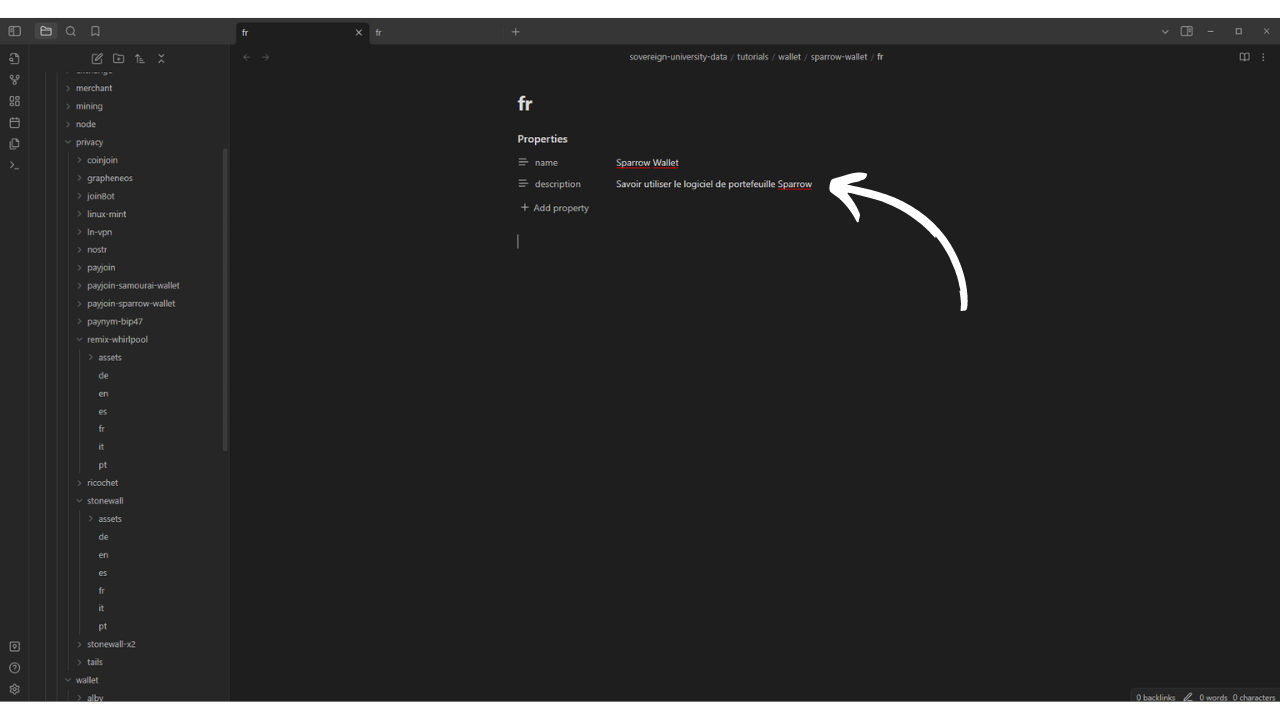 fr
fr
sovereign-university-data / tutorials / wallet / sparrow-wallet / fr
merchant
mining
node
privacy
coinjoin
grapheneos
joinBot
linux-mint
ln-vpn
nostr
payjoin
payjoin-samourai-wallet
payjoin-sparrow-wallet
paynym-bip47
remix-whirlpool
assets
de
en
es
fr
it
pt
ricochet
stonewall
assets
de
en
es
fr
it
pt
stonewall-x2
tails
wallet
alby
fr
Properties
name Sparrow Wallet
description Savoir utiliser le logiciel de portefeuille Sparrow
Add property
0 backlinks 0 words 0 characters